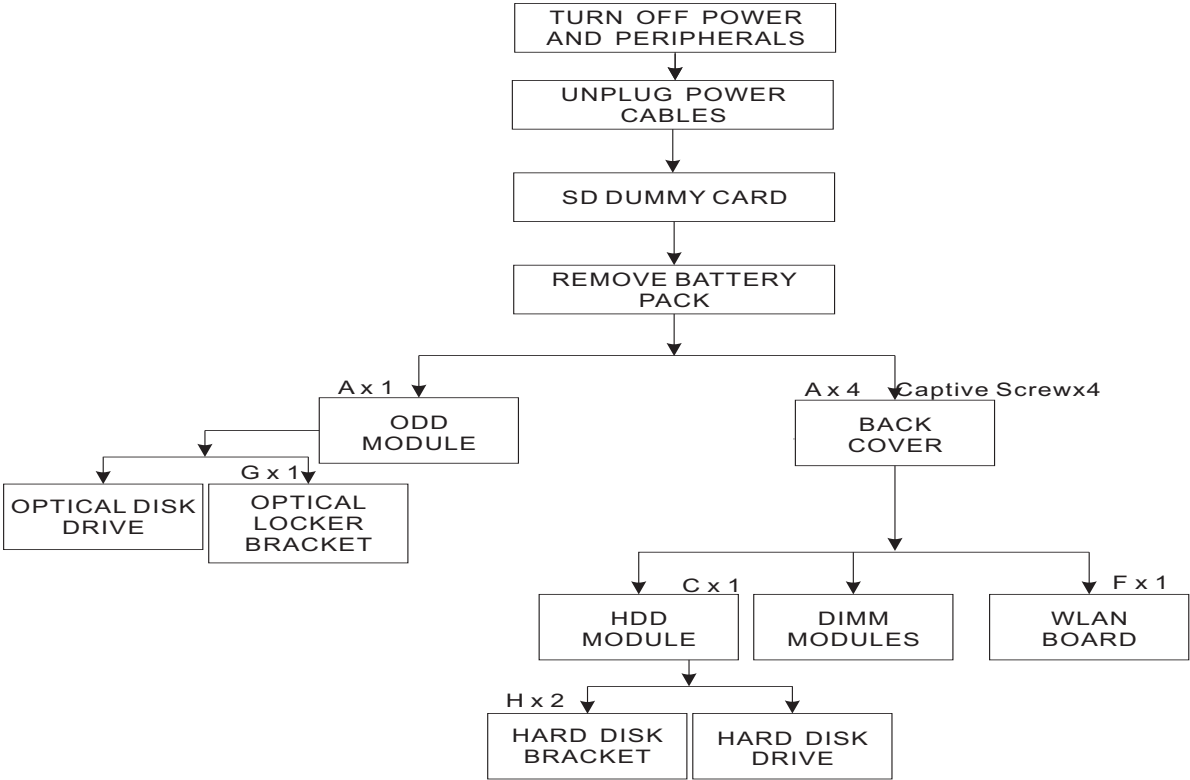 TURN OFF POWER
AND PERIPHERALS
UNPLUG POWER
CABLES
SD DUMMY CARD
REMOVE BATTERY
PACK
A x 1
ODD
MODULE
A x 4
Captive Screwx4
BACK
COVER
OPTICAL DISK
DRIVE
G x 1
OPTICAL
LOCKER
BRACKET
C x 1
HDD
MODULE
DIMM
MODULES
F x 1
WLAN
BOARD
H x 2
HARD DISK
BRACKET
HARD DISK
DRIVE